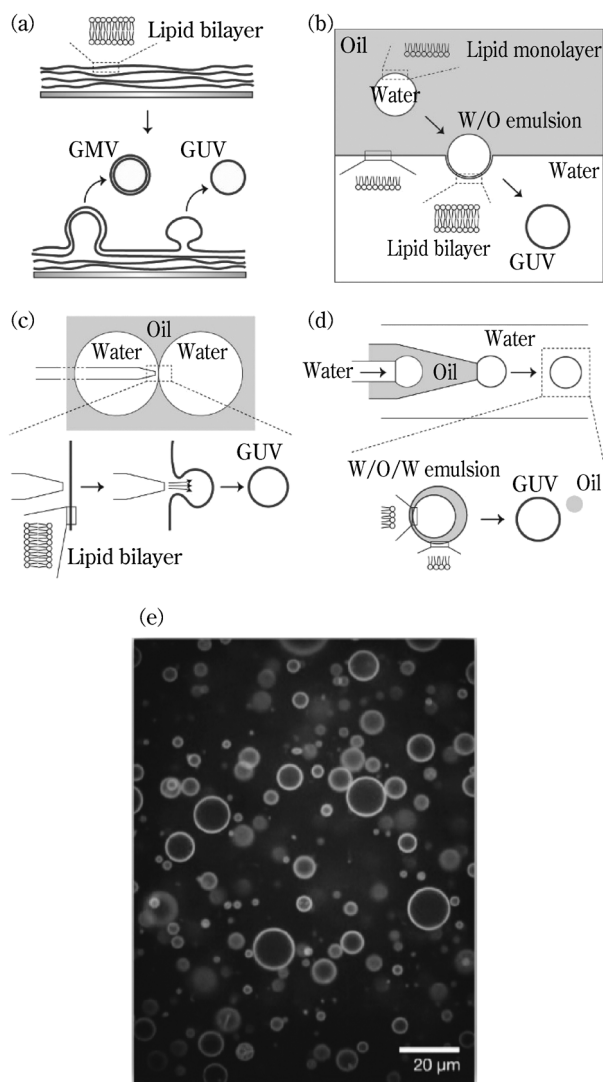 (a)
Lipid bilayer
GMV
GUV
(b)
Oil
Lipid monolayer
Water
W/O emulsion
Water
Lipid bilayer
GUV
(c)
Oil
Water
Water
GUV
Lipid bilayer
(d)
Water
Water
Oil
W/O/W emulsion
GUV
Oil
(e)
20 μm